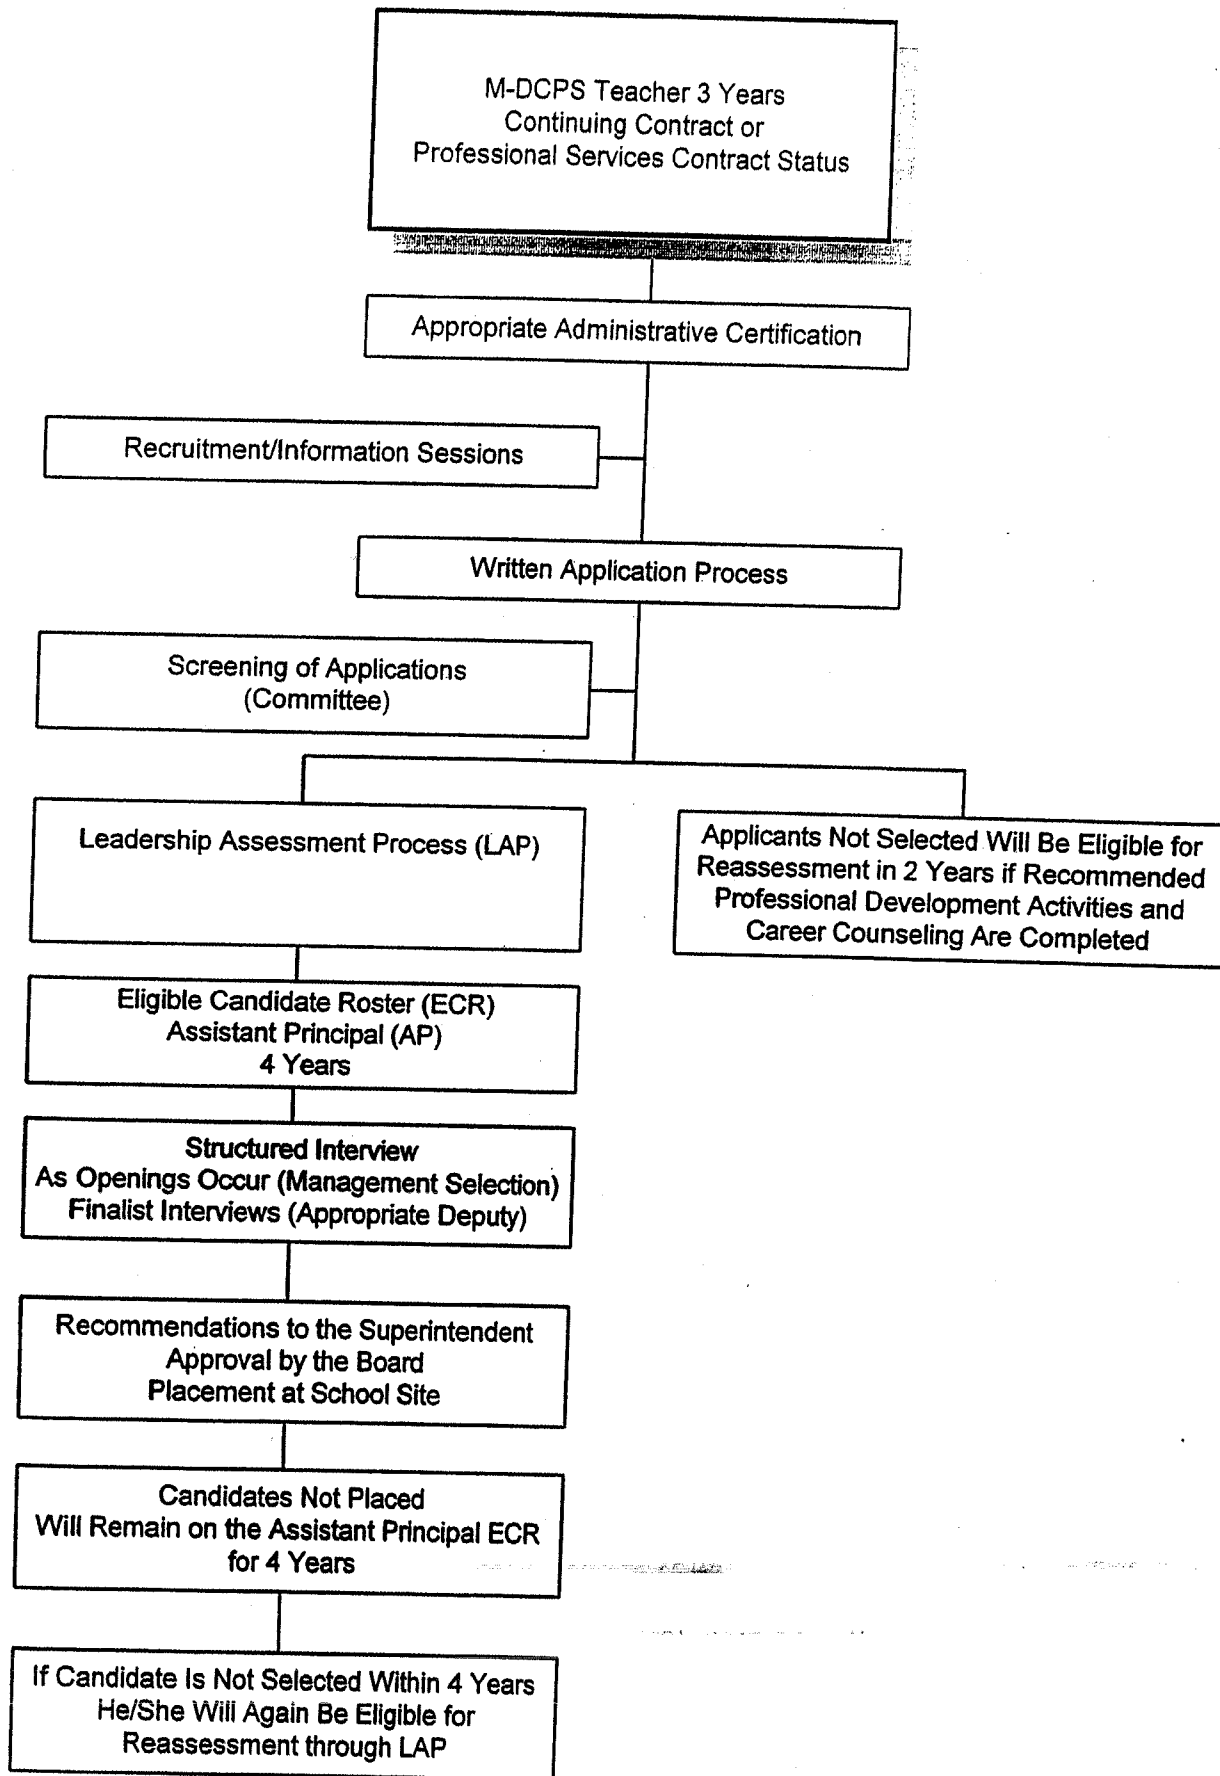 M-DCPS Teacher 3 Years
Continuing Contract or
Professional Services Contract Status
Appropriate Administrative Certification
Recruitment/Information Sessions
Written Application Process
Screening of Applications
(Committee)
Leadership Assessment Process (LAP)
Applicants Not Selected Will Be Eligible for
Reassessment in 2 Years if Recommended
Professional Development Activities and
Career Counseling Are Completed
Eligible Candidate Roster (ECR)
Assistant Principal (AP)
4 Years
Structured Interview
As Openings Occur (Management Selection)
Finalist Interviews (Appropriate Deputy)
Recommendations to the Superintendent
Approval by the Board
Placement at School Site
Candidates Not Placed
Will Remain on the Assistant Principal ECR
for 4 Years
If Candidate Is Not Selected Within 4 Years
He/She Will Again Be Eligible for
Reassessment through LAP